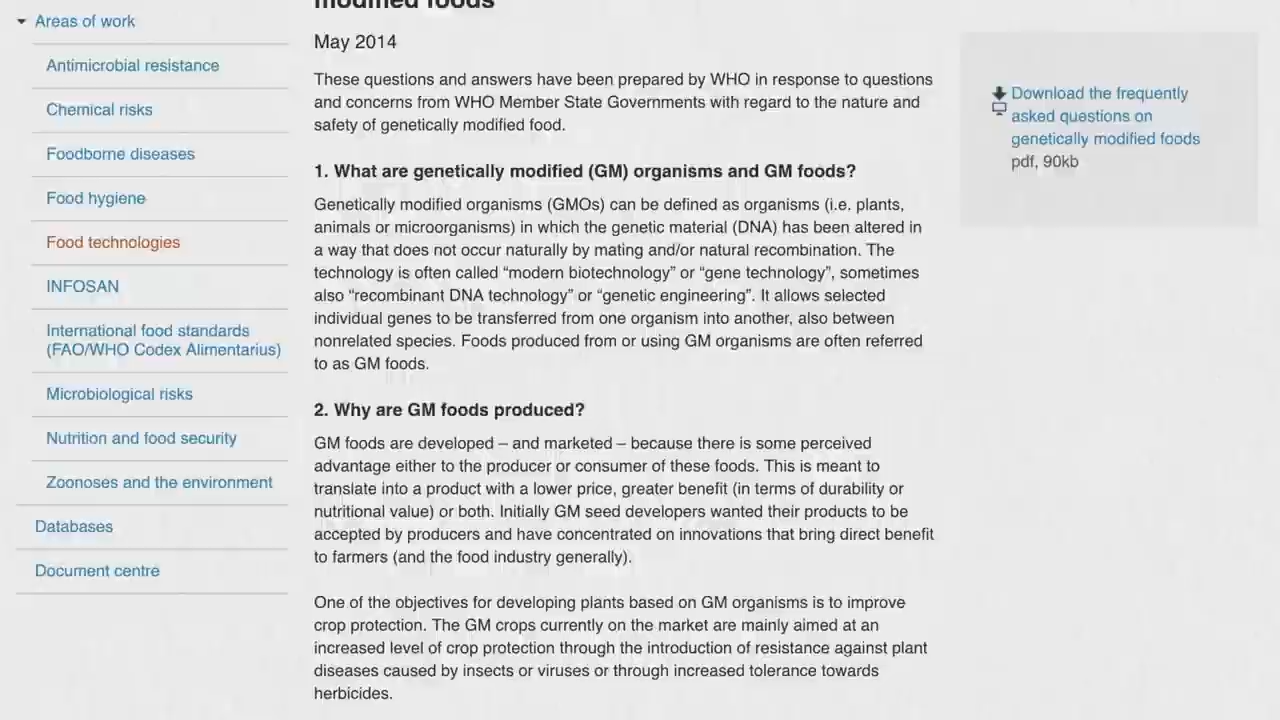 modified foods
Areas of work
Antimicrobial resistance
Chemical risks
Foodborne diseases
Food hygiene
Food technologies
INFOSAN
International food standards
(FAO/WHO Codex Alimentarius)
Microbiological risks
Nutrition and food security
Zoonoses and the environment
Databases
Document centre
May 2014
These questions and answers have been prepared by WHO in response to questions
and concerns from WHO Member State Governments with regard to the nature and
safety of genetically modified food.
1. What are genetically modified (GM) organisms and GM foods?
Genetically modified organisms (GMOs) can be defined as organisms (i.e. plants,
animals or microorganisms) in which the genetic material (DNA) has been altered in
a way that does not occur naturally by mating and/or natural recombination. The
technology is often called “modern biotechnology” or “gene technology”, sometimes
also “recombinant DNA technology” or “genetic engineering”. It allows selected
individual genes to be transferred from one organism into another, also between
nonrelated species. Foods produced from or using GM organisms are often referred
to as GM foods.
2. Why are GM foods produced?
GM foods are developed – and marketed – because there is some perceived
advantage either to the producer or consumer of these foods. This is meant to
translate into a product with a lower price, greater benefit (in terms of durability or
nutritional value) or both. Initially GM seed developers wanted their products to be
accepted by producers and have concentrated on innovations that bring direct benefit
to farmers (and the food industry generally).
One of the objectives for developing plants based on GM organisms is to improve
crop protection. The GM crops currently on the market are mainly aimed at an
increased level of crop protection through the introduction of resistance against plant
diseases caused by insects or viruses or through increased tolerance towards
herbicides.
Download the frequently
asked questions on
genetically modified foods
pdf, 90kb